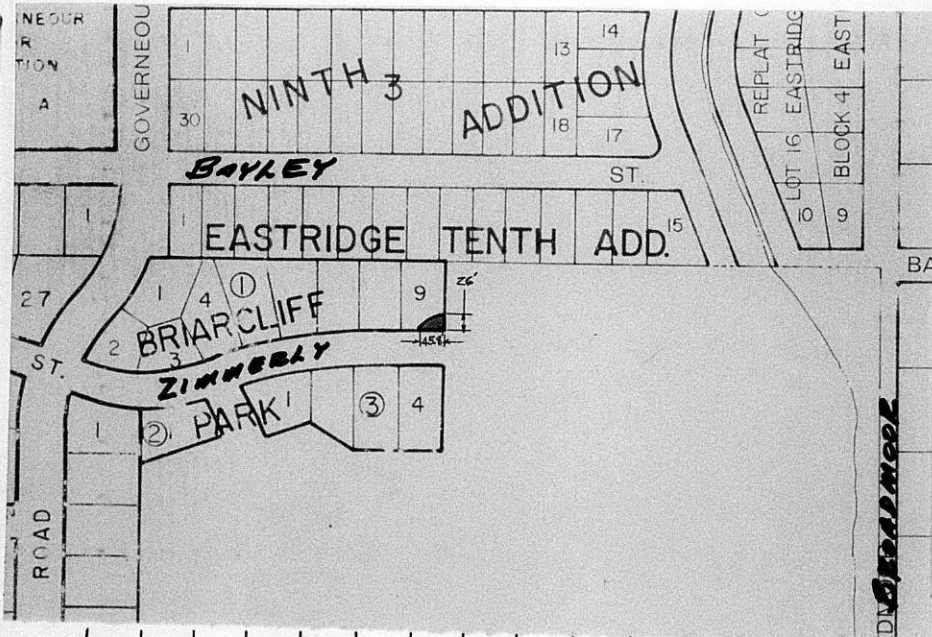 NEOUR
R
TION
A
GOVERNEOU
1
30
NINTH 3 ADDITION
13
14
18
17
REPLAT
LOT 16 EASTRIDG
BLOCK 4 EAST
10
9
BAYLEY ST.
1
1
EASTRIDGE TENTH ADD.
15
BA
27
1
4
①
9
26'
45.8'
2
3
BRIARCLIFF
ST.
ZIMMERLY
1
② PARK
1
③
4
ROAD
BROADMOOR